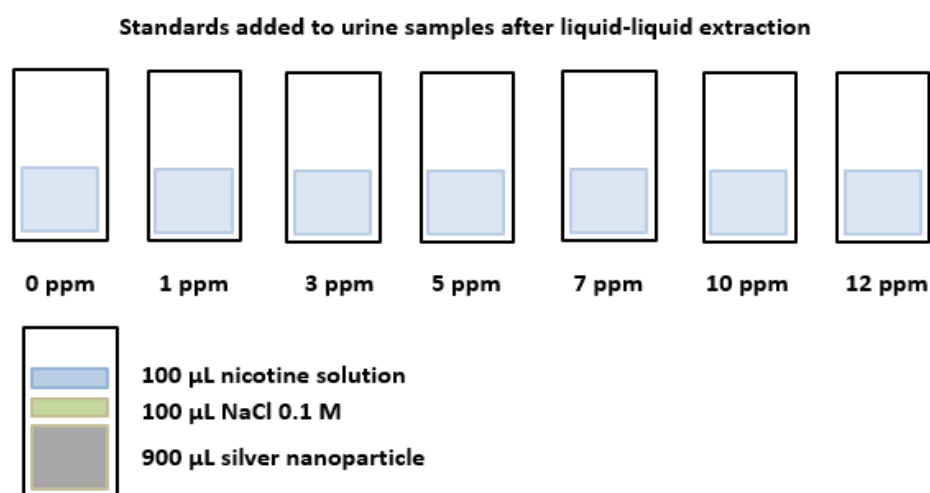 Standards added to urine samples after liquid-liquid extraction
0 ppm 1 ppm 3 ppm 5 ppm 7 ppm 10 ppm 12 ppm
100 µL nicotine solution
100 µL NaCl 0.1 M
900 µL silver nanoparticle